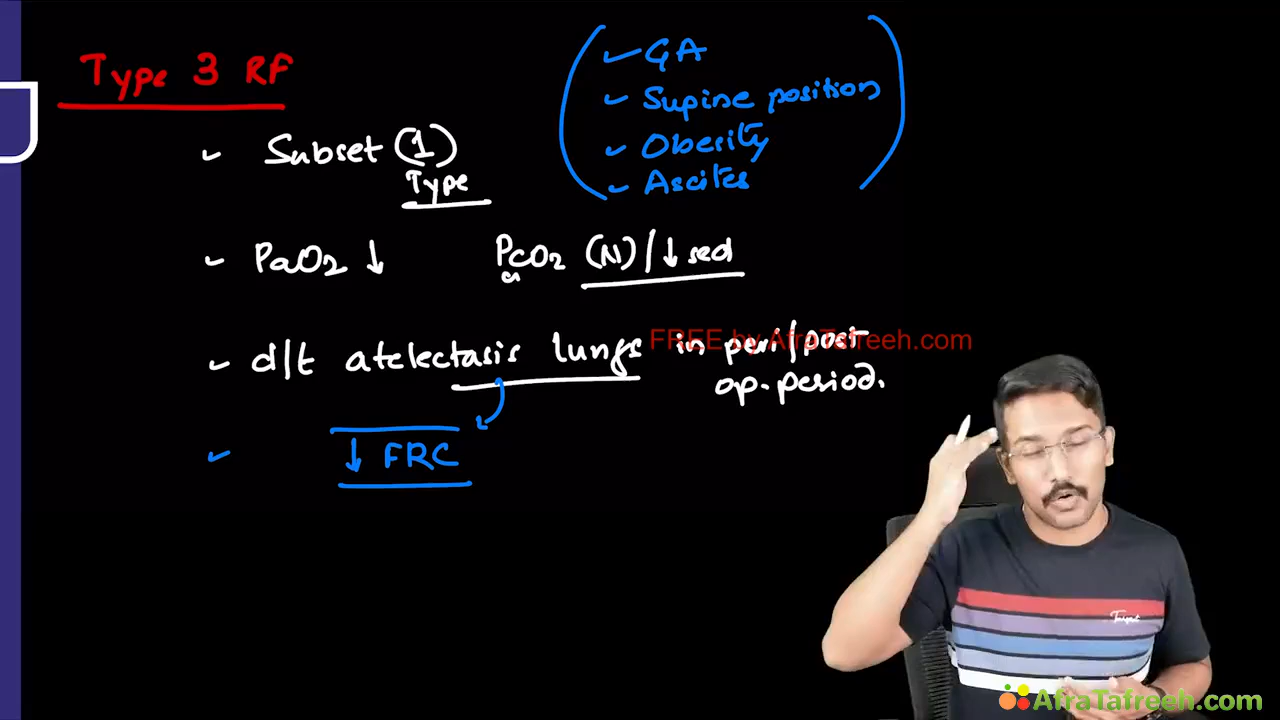 Type 3 RF
✓ GA
✓ Supine position
✓ Obesity
✓ Ascites
✓ Subset (1)
Type
✓ PaO2 ↓ PaCO2 (N)/↓sed
✓ d/t atelectasis lungs in peri/post
op. period.
FREE by AfraTafreeh.com
✓ ↓ FRC
Target
AfraTafreeh.com